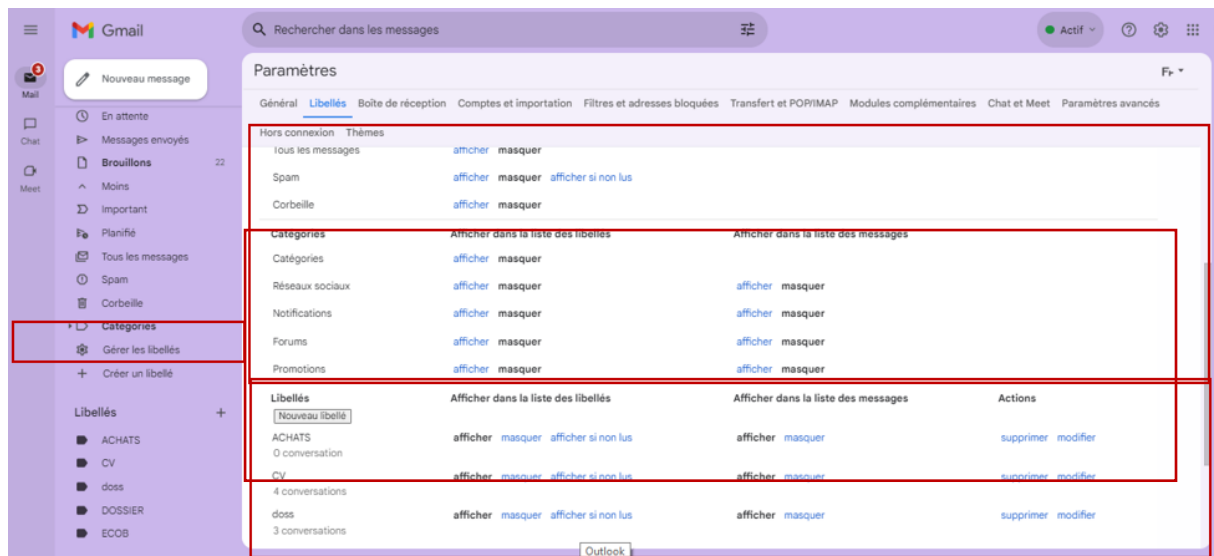 Gmail
Rechercher dans les messages
Actif
3
Mail
Chat
Meet
Nouveau message
En attente
Messages envoyés
Brouillons 22
Moins
Important
Planifié
Tous les messages
Spam
Corbeille
Catégories
Gérer les libellés
Créer un libellé
Libellés +
ACHATS
CV
doss
DOSSIER
ECOB
Paramètres
Fr
Général Libellés Boîte de réception Comptes et importation Filtres et adresses bloquées Transfert et POP/IMAP Modules complémentaires Chat et Meet Paramètres avancés
Hors connexion Thèmes
Tous les messages afficher masquer
Spam afficher masquer afficher si non lus
Corbeille afficher masquer
Catégories Afficher dans la liste des libellés Afficher dans la liste des messages
Catégories afficher masquer
Réseaux sociaux afficher masquer afficher masquer
Notifications afficher masquer afficher masquer
Forums afficher masquer afficher masquer
Promotions afficher masquer afficher masquer
Libellés Afficher dans la liste des libellés Afficher dans la liste des messages Actions
Nouveau libellé
ACHATS afficher masquer afficher si non lus afficher masquer supprimer modifier
0 conversation
CV afficher masquer afficher si non lus afficher masquer supprimer modifier
4 conversations
doss afficher masquer afficher si non lus afficher masquer supprimer modifier
3 conversations
Outlook